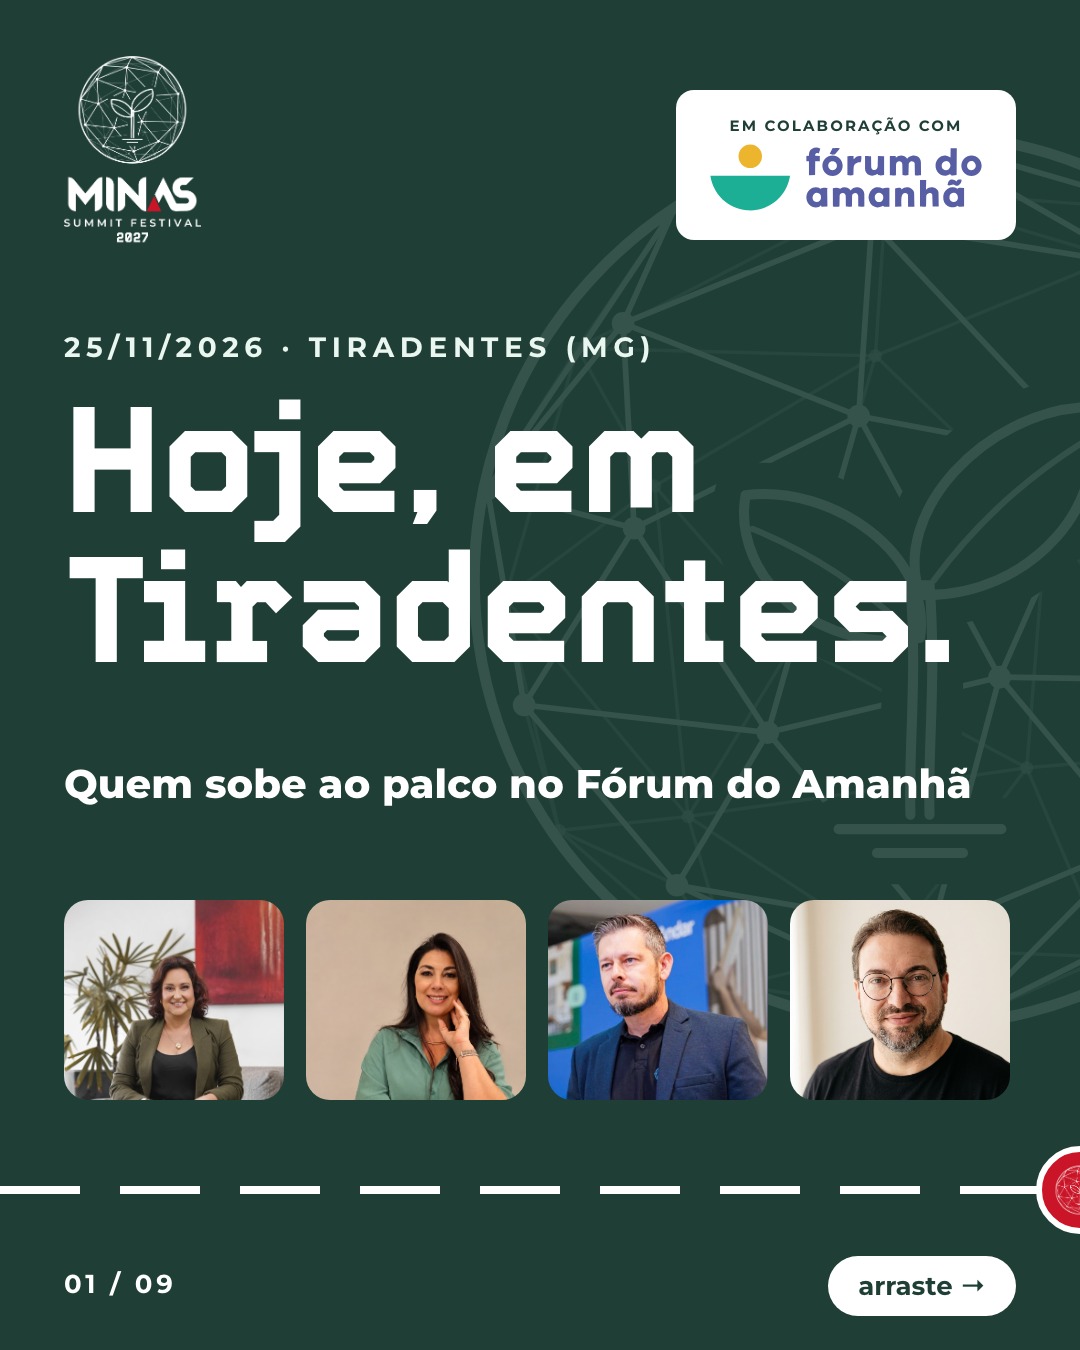 MINAS
SUMMIT FESTIVAL
2027
EM COLABORAÇÃO COM
fórum do
amanhã
25/11/2026 · TIRADENTES (MG)
Hoje, em
Tiradentes.
Quem sobe ao palco no Fórum do Amanhã
01 / 09
arraste →